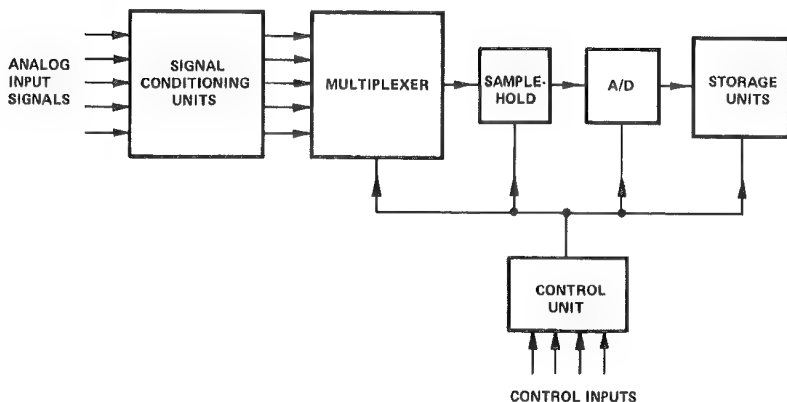 ANALOG
INPUT
SIGNALS
SIGNAL
CONDITIONING
UNITS
MULTIPLEXER
SAMPLE-
HOLD
A/D
STORAGE
UNITS
CONTROL
UNIT
CONTROL INPUTS